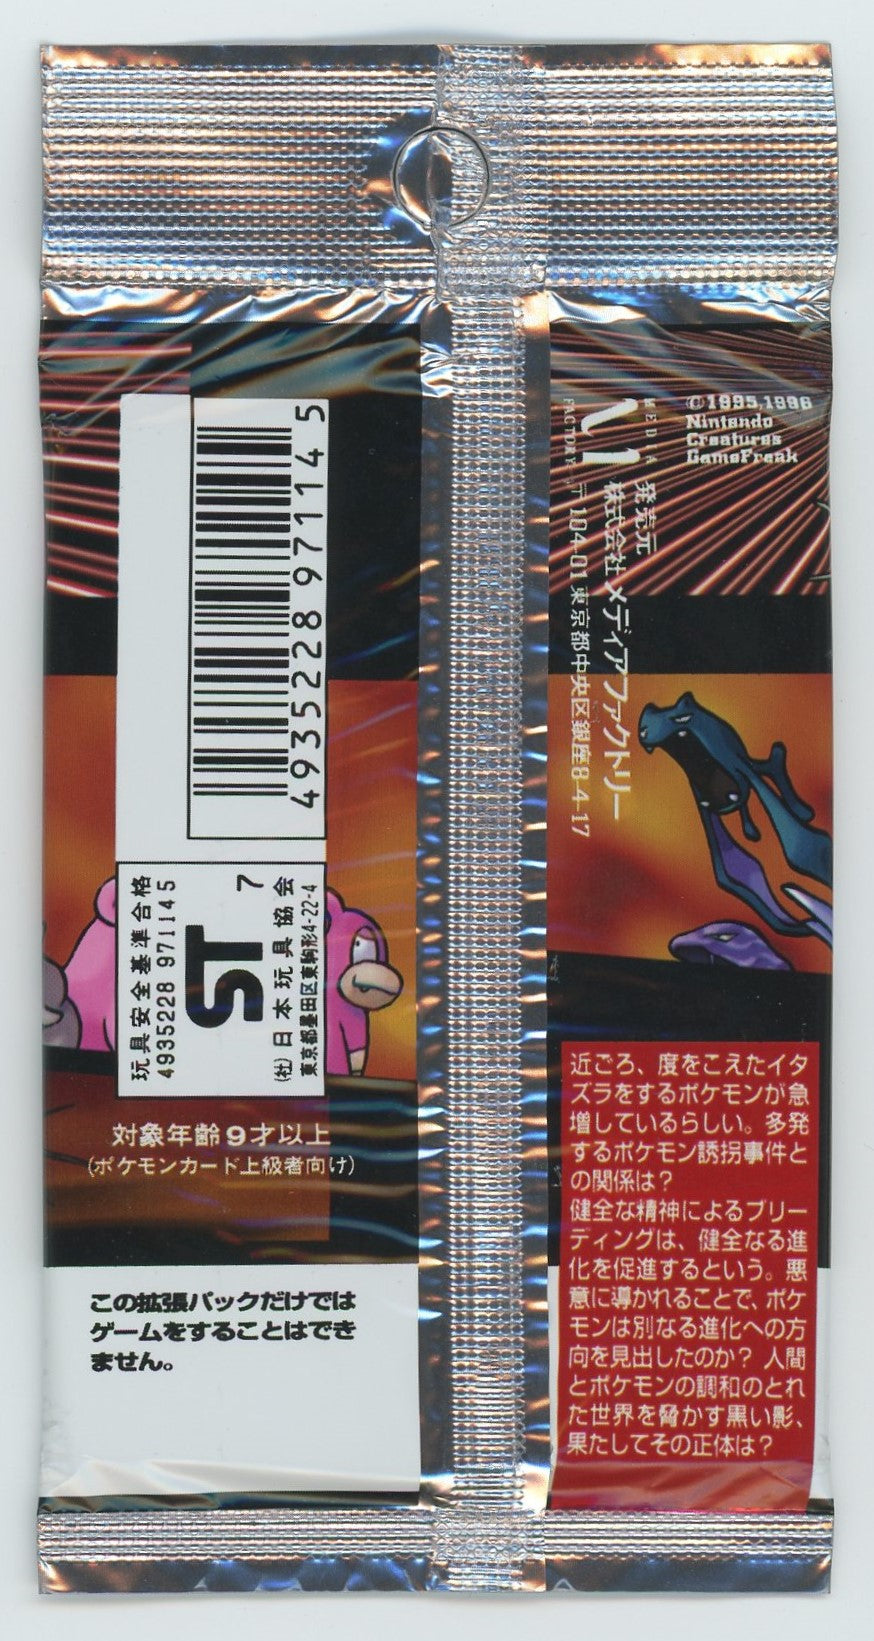 4935228971145
玩具安全基準合格
4935228 971145
ST
7
(社)日本玩具協会
東京都墨田区東駒形4-22-4
対象年齢9才以上
(ポケモンカード上級者向け)
この拡張パックだけでは
ゲームをすることはでき
ません。
©1995,1996
Nintendo
Creatures
GameFreak
MEDIA
FACTORY
発売元
株式会社メディアファクトリー
〒104-01 東京都中央区銀座8-4-17
近ごろ、度をこえたイタ
ズラをするポケモンが急
増しているらしい。多発
するポケモン誘拐事件と
の関係は?
健全な精神によるブリー
ディングは、健全なる進
化を促進するという。悪
意に導かれることで、ポケ
モンは別なる進化への方
向を見出したのか? 人間
とポケモンの調和のとれ
た世界を脅かす黒い影、
果たしてその正体は?